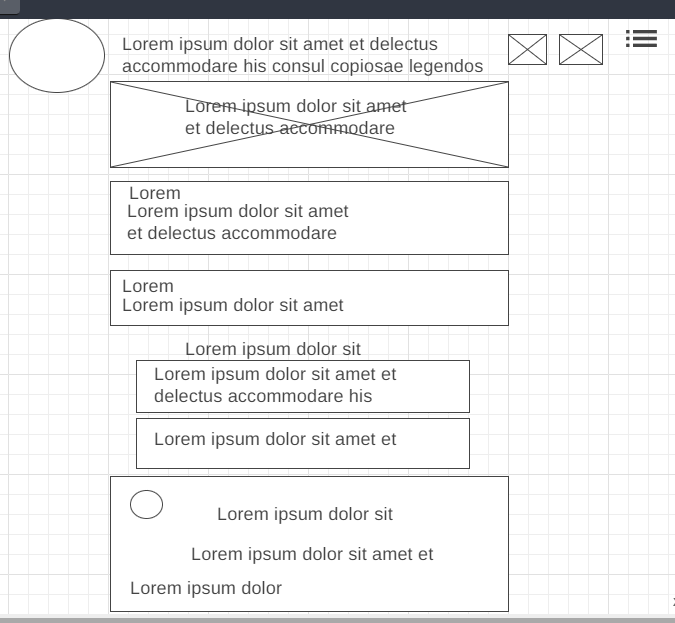 Lorem ipsum dolor sit amet et delectus
accommodare his consul copiosae legendos
Lorem ipsum dolor sit amet
et delectus accommodare
Lorem
Lorem ipsum dolor sit amet
et delectus accommodare
Lorem
Lorem ipsum dolor sit amet
Lorem ipsum dolor sit
Lorem ipsum dolor sit amet et
delectus accommodare his
Lorem ipsum dolor sit amet et
Lorem ipsum dolor sit
Lorem ipsum dolor sit amet et
Lorem ipsum dolor